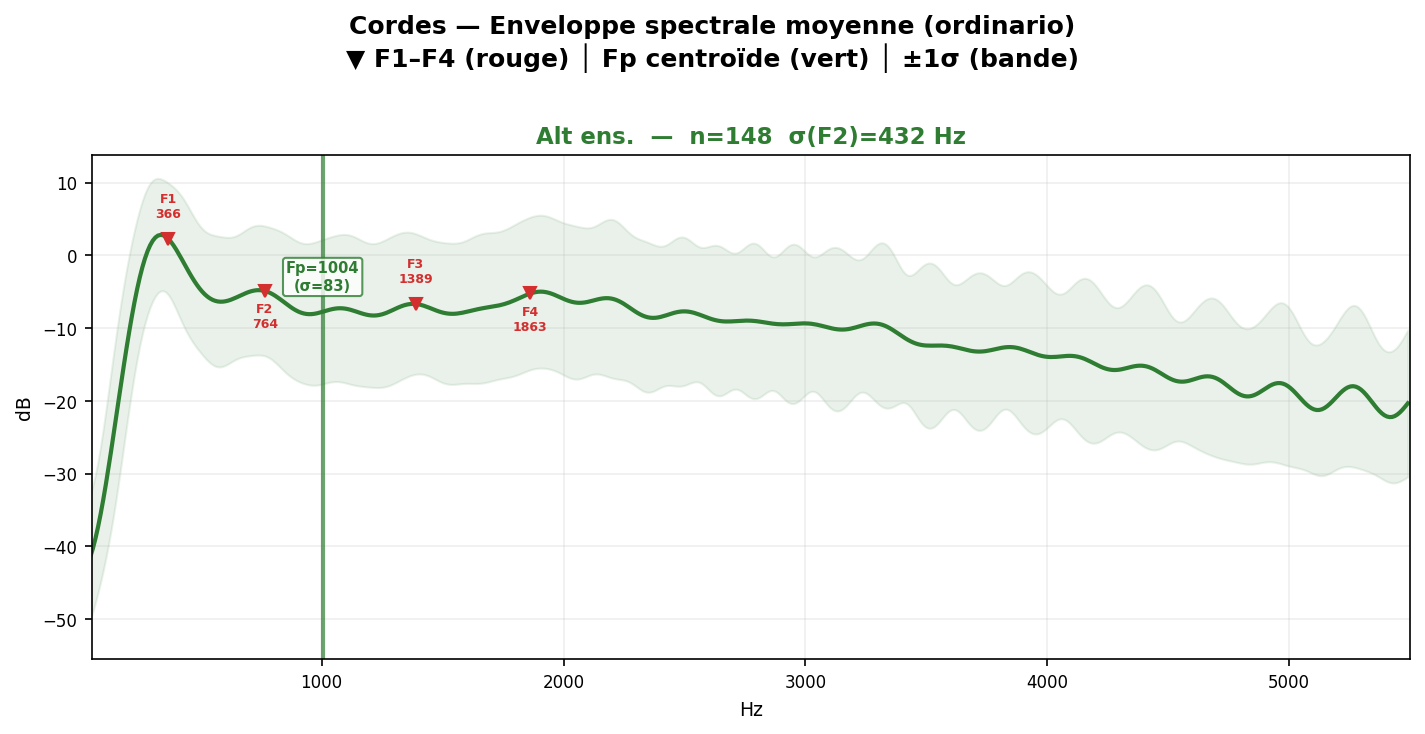 Cordes — Enveloppe spectrale moyenne (ordinario)
▼ F1–F4 (rouge) │ Fp centroïde (vert) │ ±1σ (bande)
Alt ens. — n=148 σ(F2)=432 Hz
10
0
−10
−20
−30
−40
−50
dB
F1
366
F2
764
Fp=1004
(σ=83)
F3
1389
F4
1863
1000
2000
3000
4000
5000
Hz